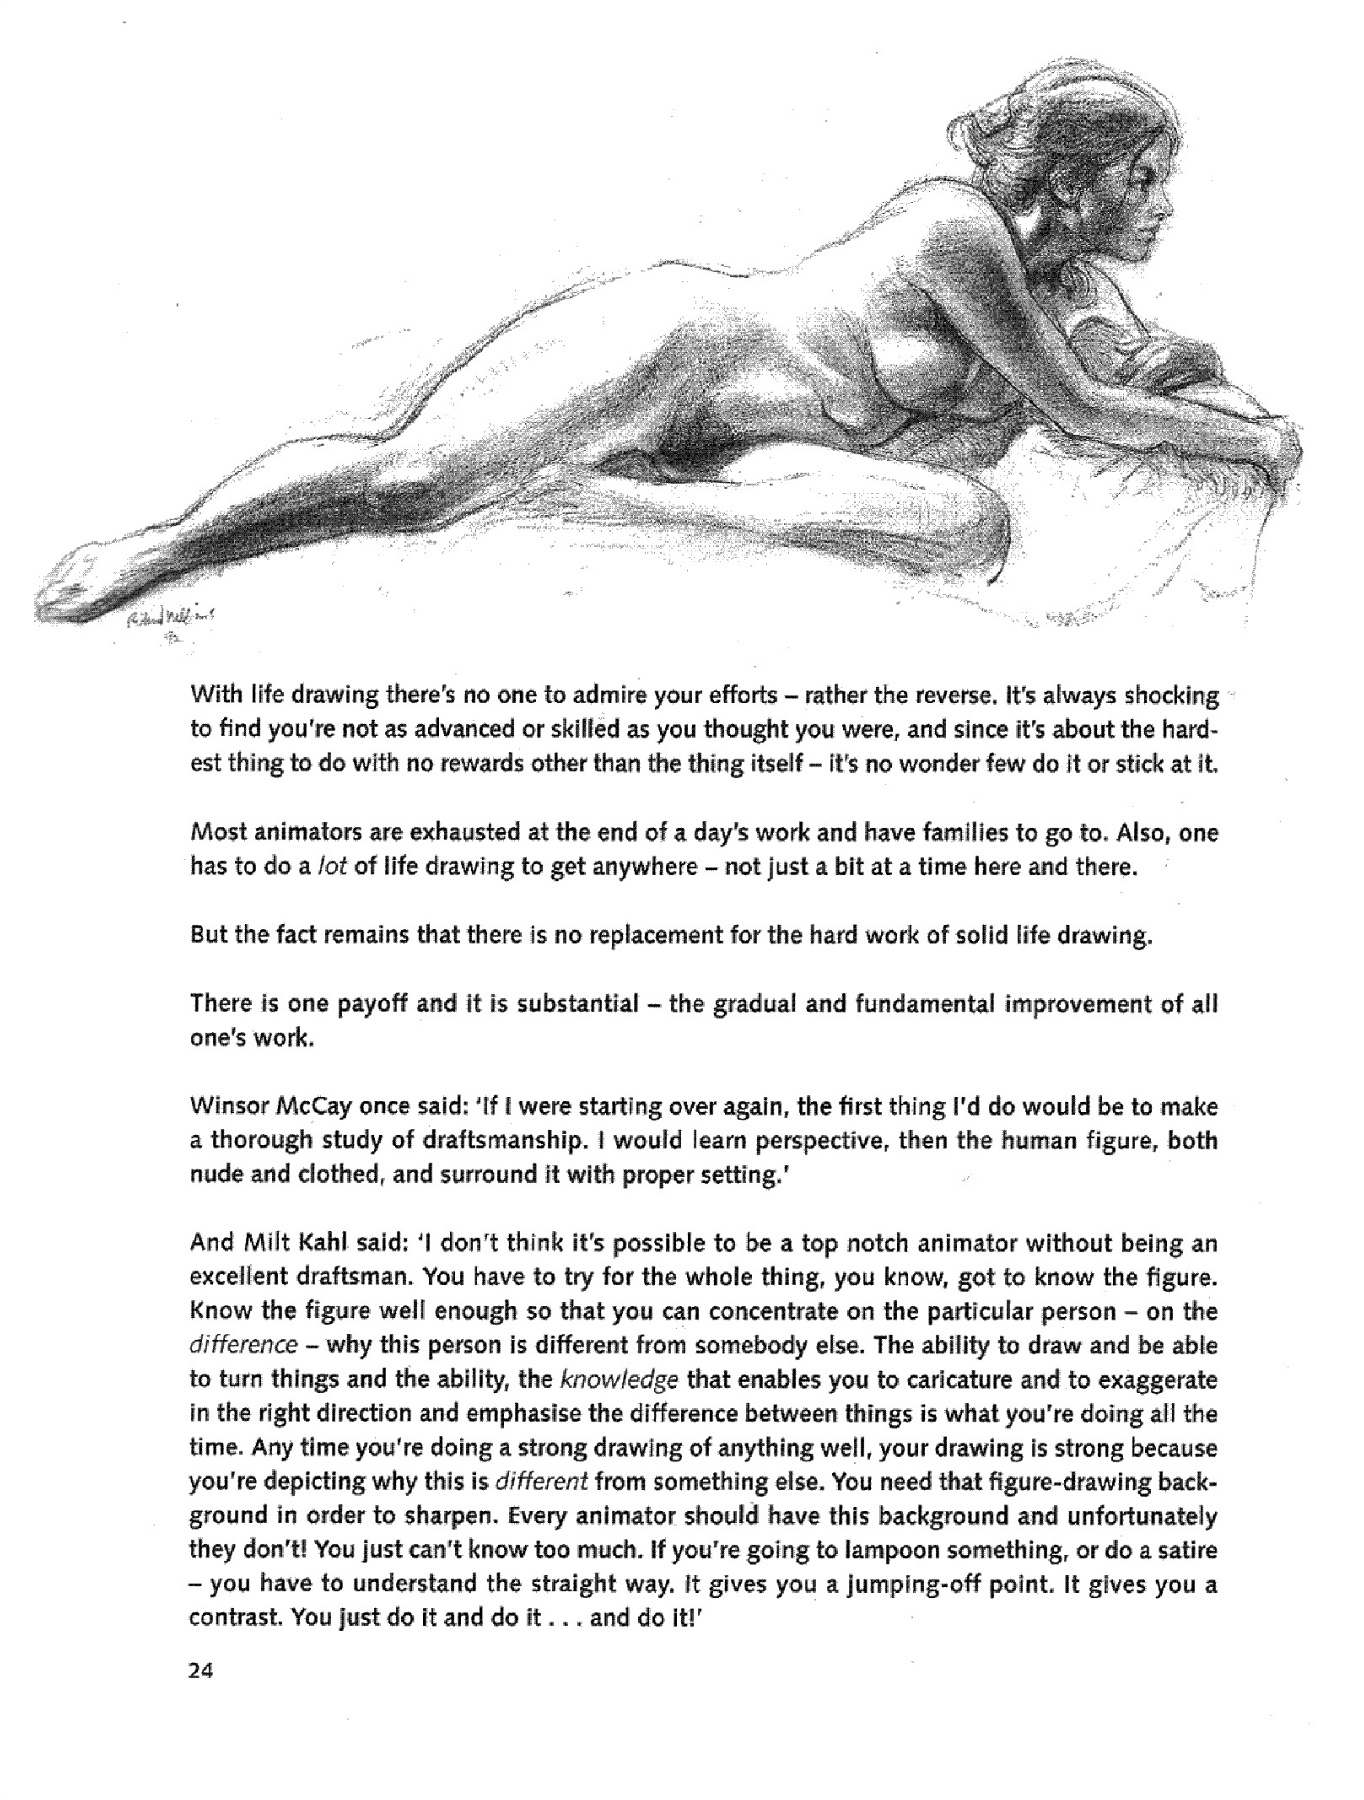 Richard Williams
92
With life drawing there's no one to admire your efforts – rather the reverse. It's always shocking
to find you're not as advanced or skilled as you thought you were, and since it's about the hard-
est thing to do with no rewards other than the thing itself – it's no wonder few do it or stick at it.
Most animators are exhausted at the end of a day's work and have families to go to. Also, one
has to do a lot of life drawing to get anywhere – not just a bit at a time here and there.
But the fact remains that there is no replacement for the hard work of solid life drawing.
There is one payoff and it is substantial – the gradual and fundamental improvement of all
one's work.
Winsor McCay once said: 'If I were starting over again, the first thing I'd do would be to make
a thorough study of draftsmanship. I would learn perspective, then the human figure, both
nude and clothed, and surround it with proper setting.'
And Milt Kahl said: 'I don't think it's possible to be a top notch animator without being an
excellent draftsman. You have to try for the whole thing, you know, got to know the figure.
Know the figure well enough so that you can concentrate on the particular person – on the
difference – why this person is different from somebody else. The ability to draw and be able
to turn things and the ability, the knowledge that enables you to caricature and to exaggerate
in the right direction and emphasise the difference between things is what you're doing all the
time. Any time you're doing a strong drawing of anything well, your drawing is strong because
you're depicting why this is different from something else. You need that figure-drawing back-
ground in order to sharpen. Every animator should have this background and unfortunately
they don't! You just can't know too much. If you're going to lampoon something, or do a satire
– you have to understand the straight way. It gives you a jumping-off point. It gives you a
contrast. You just do it and do it . . . and do it!'
24